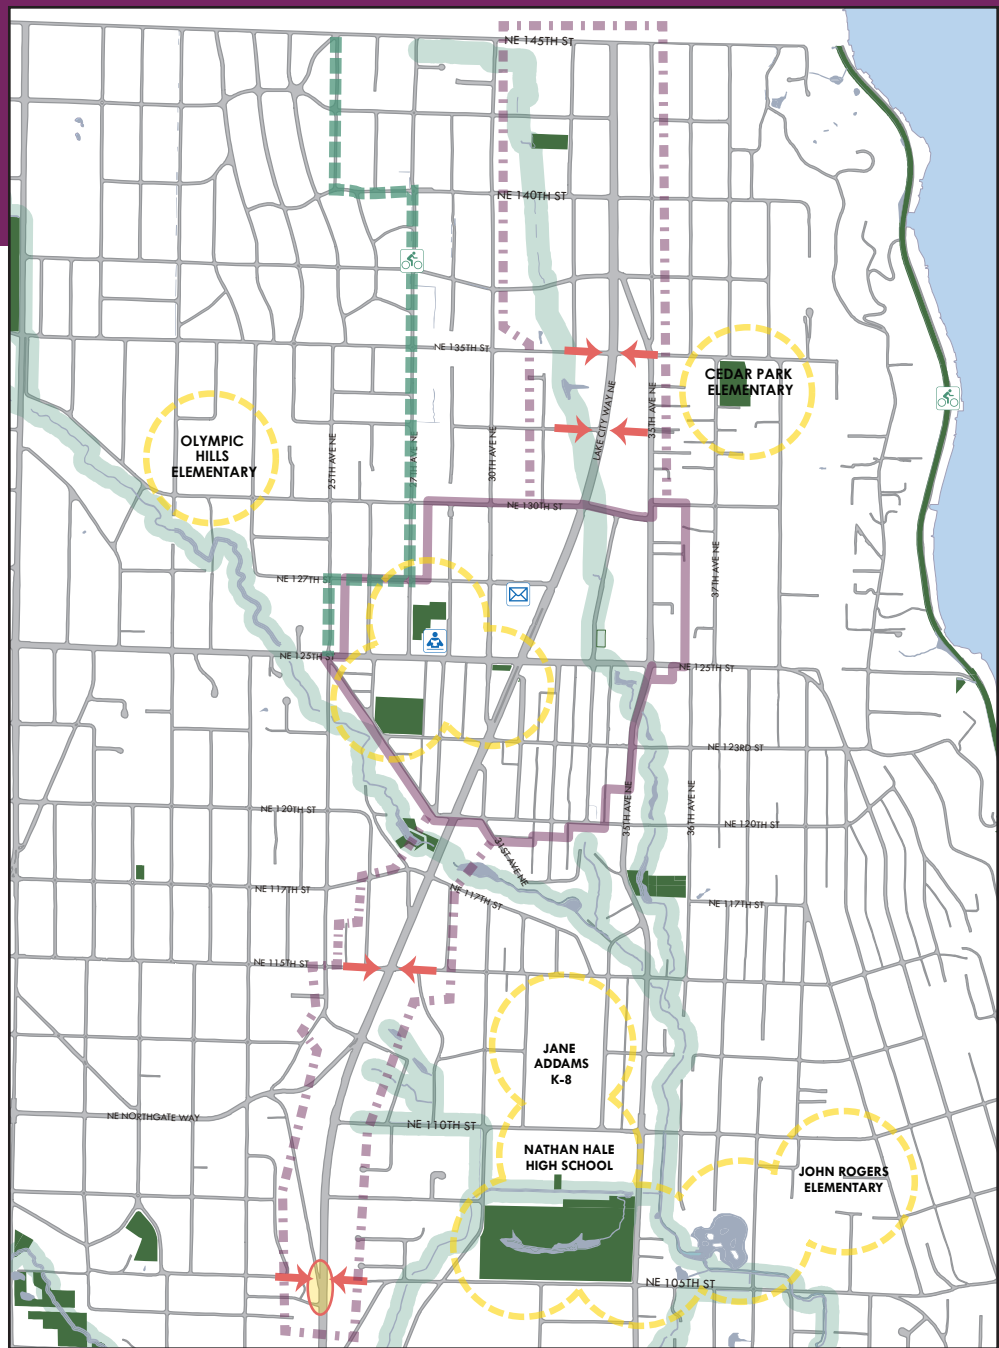 NE 145TH ST
NE 140TH ST
NE 135TH ST
CEDAR PARK
ELEMENTARY
LAKE CITY WAY NE
35TH AVE NE
OLYMPIC
HILLS
ELEMENTARY
25TH AVE NE
27TH AVE NE
30TH AVE NE
NE 130TH ST
37TH AVE NE
NE 127TH ST
NE 125TH ST
NE 125TH ST
NE 123RD ST
NE 120TH ST
35TH AVE NE
36TH AVE NE
NE 120TH ST
31ST AVE NE
NE 117TH ST
NE 117TH ST
NE 117TH ST
NE 115TH ST
JANE
ADDAMS
K-8
NE NORTHGATE WAY
NE 110TH ST
NATHAN HALE
HIGH SCHOOL
JOHN ROGERS
ELEMENTARY
NE 105TH ST